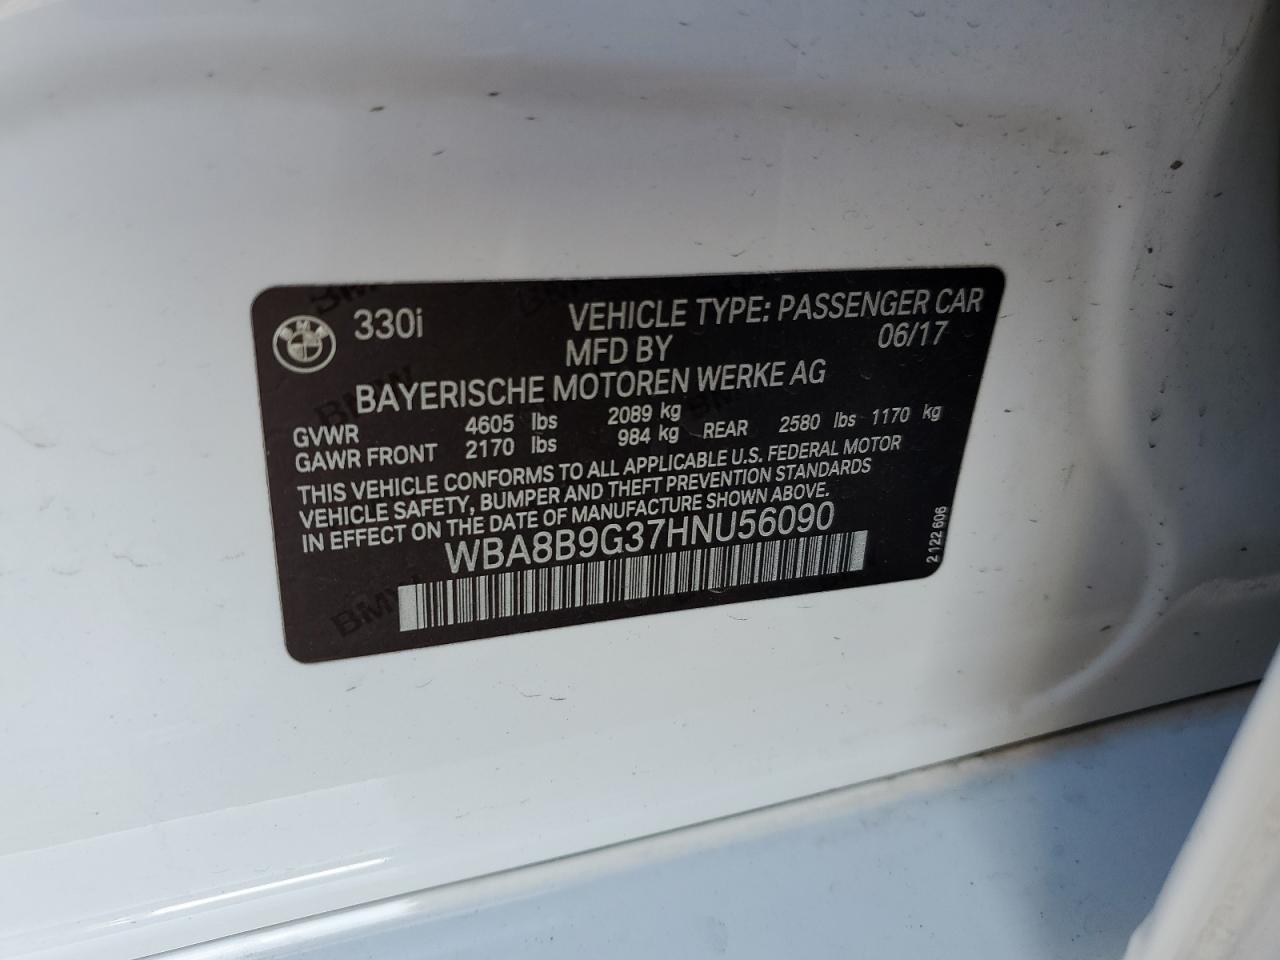 330i VEHICLE TYPE: PASSENGER CAR
MFD BY 06/17
BAYERISCHE MOTOREN WERKE AG
GVWR 4605 lbs 2089 kg
GAWR FRONT 2170 lbs 984 kg REAR 2580 lbs 1170 kg
THIS VEHICLE CONFORMS TO ALL APPLICABLE U.S. FEDERAL MOTOR
VEHICLE SAFETY, BUMPER AND THEFT PREVENTION STANDARDS
IN EFFECT ON THE DATE OF MANUFACTURE SHOWN ABOVE.
WBA8B9G37HNU56090
2 122 606
BMW